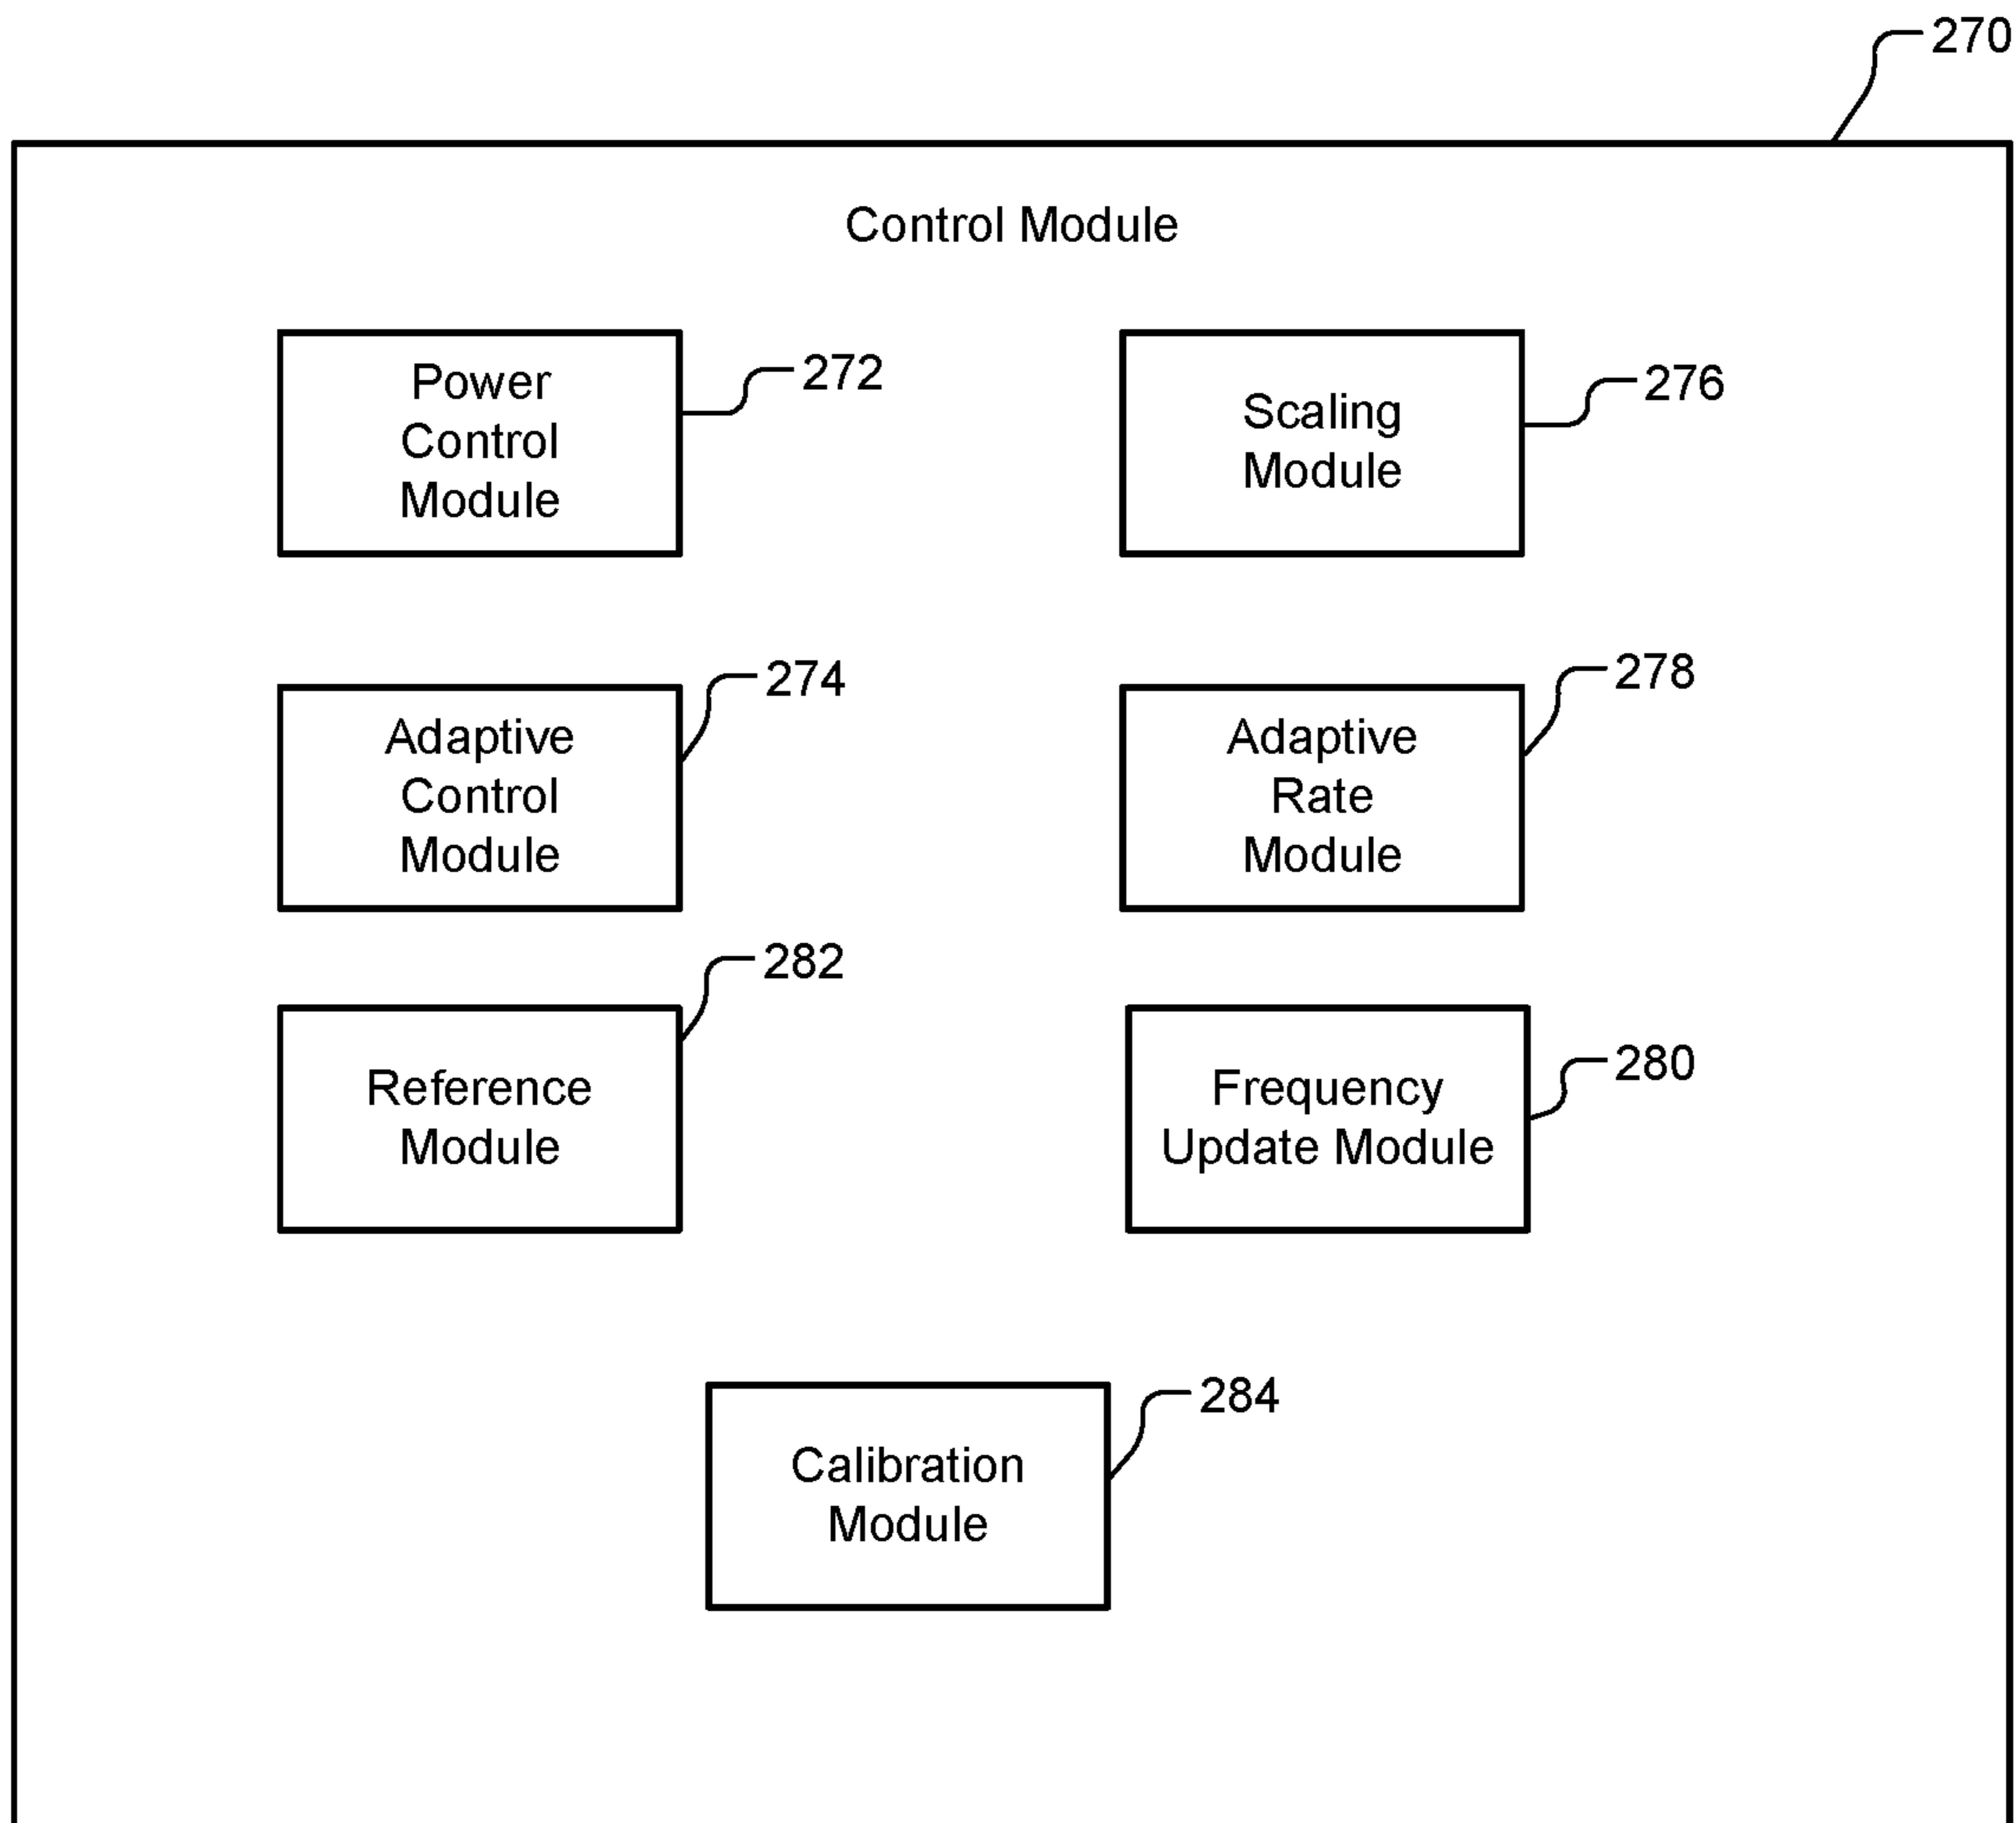 270
Control Module
Power
Control
Module
272
Scaling
Module
276
Adaptive
Control
Module
274
Adaptive
Rate
Module
278
Reference
Module
282
Frequency
Update Module
280
Calibration
Module
284